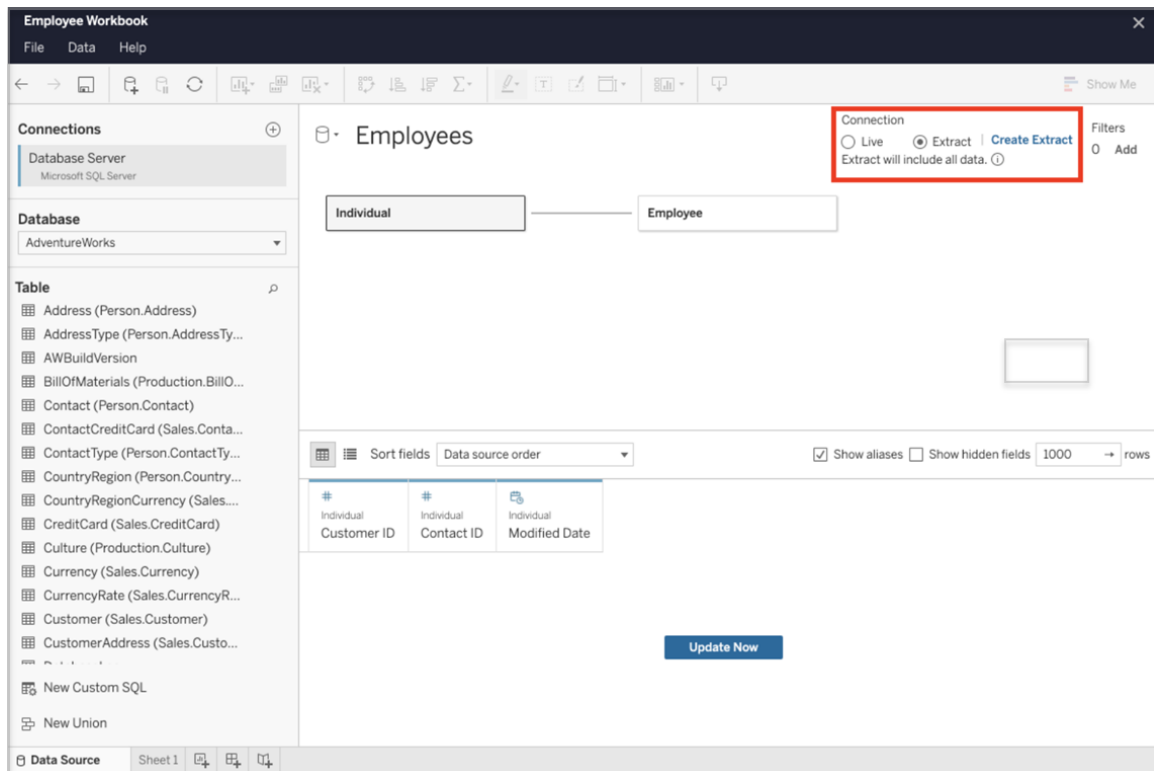 Employee Workbook
File Data Help
Show Me
Connections
Database Server
Microsoft SQL Server
Database
AdventureWorks
Table
Address (Person.Address)
AddressType (Person.AddressTy...
AWBuildVersion
BillOfMaterials (Production.BillO...
Contact (Person.Contact)
ContactCreditCard (Sales.Conta...
ContactType (Person.ContactTy...
CountryRegion (Person.Country...
CountryRegionCurrency (Sales....
CreditCard (Sales.CreditCard)
Culture (Production.Culture)
Currency (Sales.Currency)
CurrencyRate (Sales.CurrencyR...
Customer (Sales.Customer)
CustomerAddress (Sales.Custo...
New Custom SQL
New Union
Employees
Connection
Live Extract Create Extract
Extract will include all data.
Filters
0 Add
Individual Employee
Sort fields Data source order Show aliases Show hidden fields 1000 → rows
Individual Individual Individual
Customer ID Contact ID Modified Date
Update Now
Data Source Sheet 1